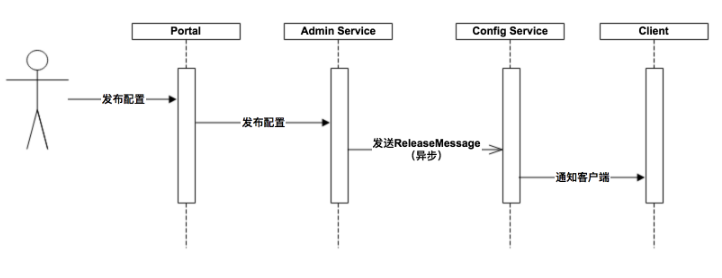 Portal
Admin Service
Config Service
Client
发布配置
发布配置
发送ReleaseMessage
（异步）
通知客户端